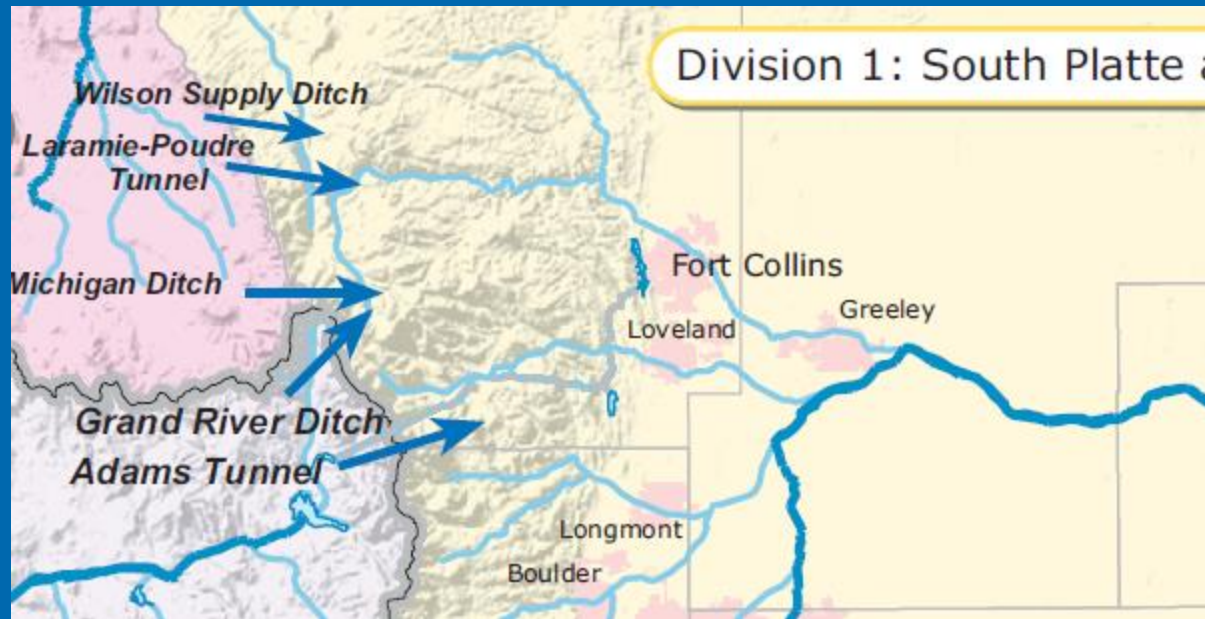 Division 1: South Platte a
Wilson Supply Ditch
Laramie-Poudre
Tunnel
Michigan Ditch
Fort Collins
Greeley
Loveland
Grand River Ditch
Adams Tunnel
Longmont
Boulder